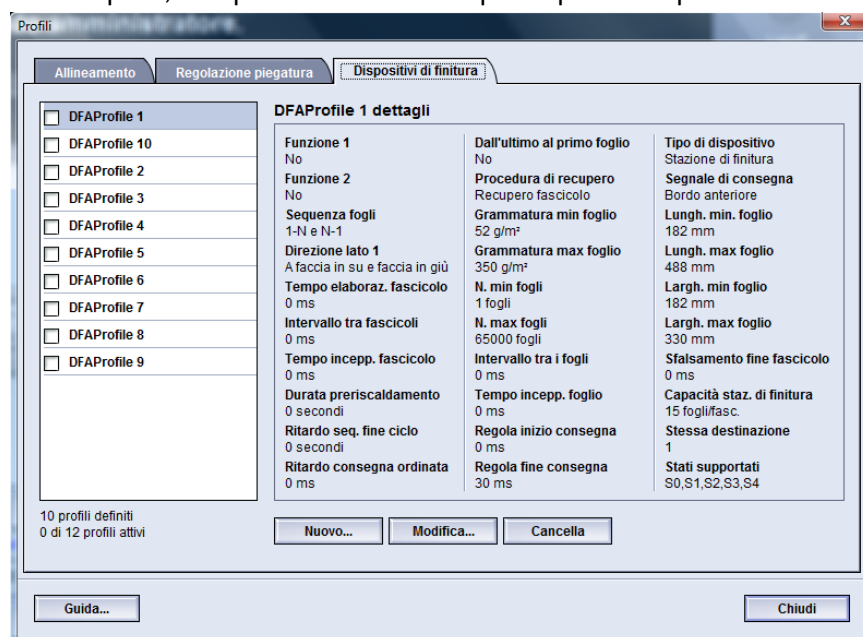 Profili
Allineamento
Regolazione piegatura
Dispositivi di finitura
DFAProfile 1
DFAProfile 10
DFAProfile 2
DFAProfile 3
DFAProfile 4
DFAProfile 5
DFAProfile 6
DFAProfile 7
DFAProfile 8
DFAProfile 9
10 profili definiti
0 di 12 profili attivi
DFAProfile 1 dettagli
Funzione 1
No
Funzione 2
No
Sequenza fogli
1-N e N-1
Direzione lato 1
A faccia in su e faccia in giù
Tempo elaboraz. fascicolo
0 ms
Intervallo tra fascicoli
0 ms
Tempo incepp. fascicolo
0 ms
Durata preriscaldamento
0 secondi
Ritardo seq. fine ciclo
0 secondi
Ritardo consegna ordinata
0 ms
Dall'ultimo al primo foglio
No
Procedura di recupero
Recupero fascicolo
Grammatura min foglio
52 g/m²
Grammatura max foglio
350 g/m²
N. min fogli
1 fogli
N. max fogli
65000 fogli
Intervallo tra i fogli
0 ms
Tempo incepp. foglio
0 ms
Regola inizio consegna
0 ms
Regola fine consegna
30 ms
Tipo di dispositivo
Stazione di finitura
Segnale di consegna
Bordo anteriore
Lungh. min. foglio
182 mm
Lungh. max foglio
488 mm
Largh. min foglio
182 mm
Largh. max foglio
330 mm
Sfalsamento fine fascicolo
0 ms
Capacità staz. di finitura
15 fogli/fasc.
Stessa destinazione
1
Stati supportati
S0,S1,S2,S3,S4
Nuovo...
Modifica...
Cancella
Guida...
Chiudi